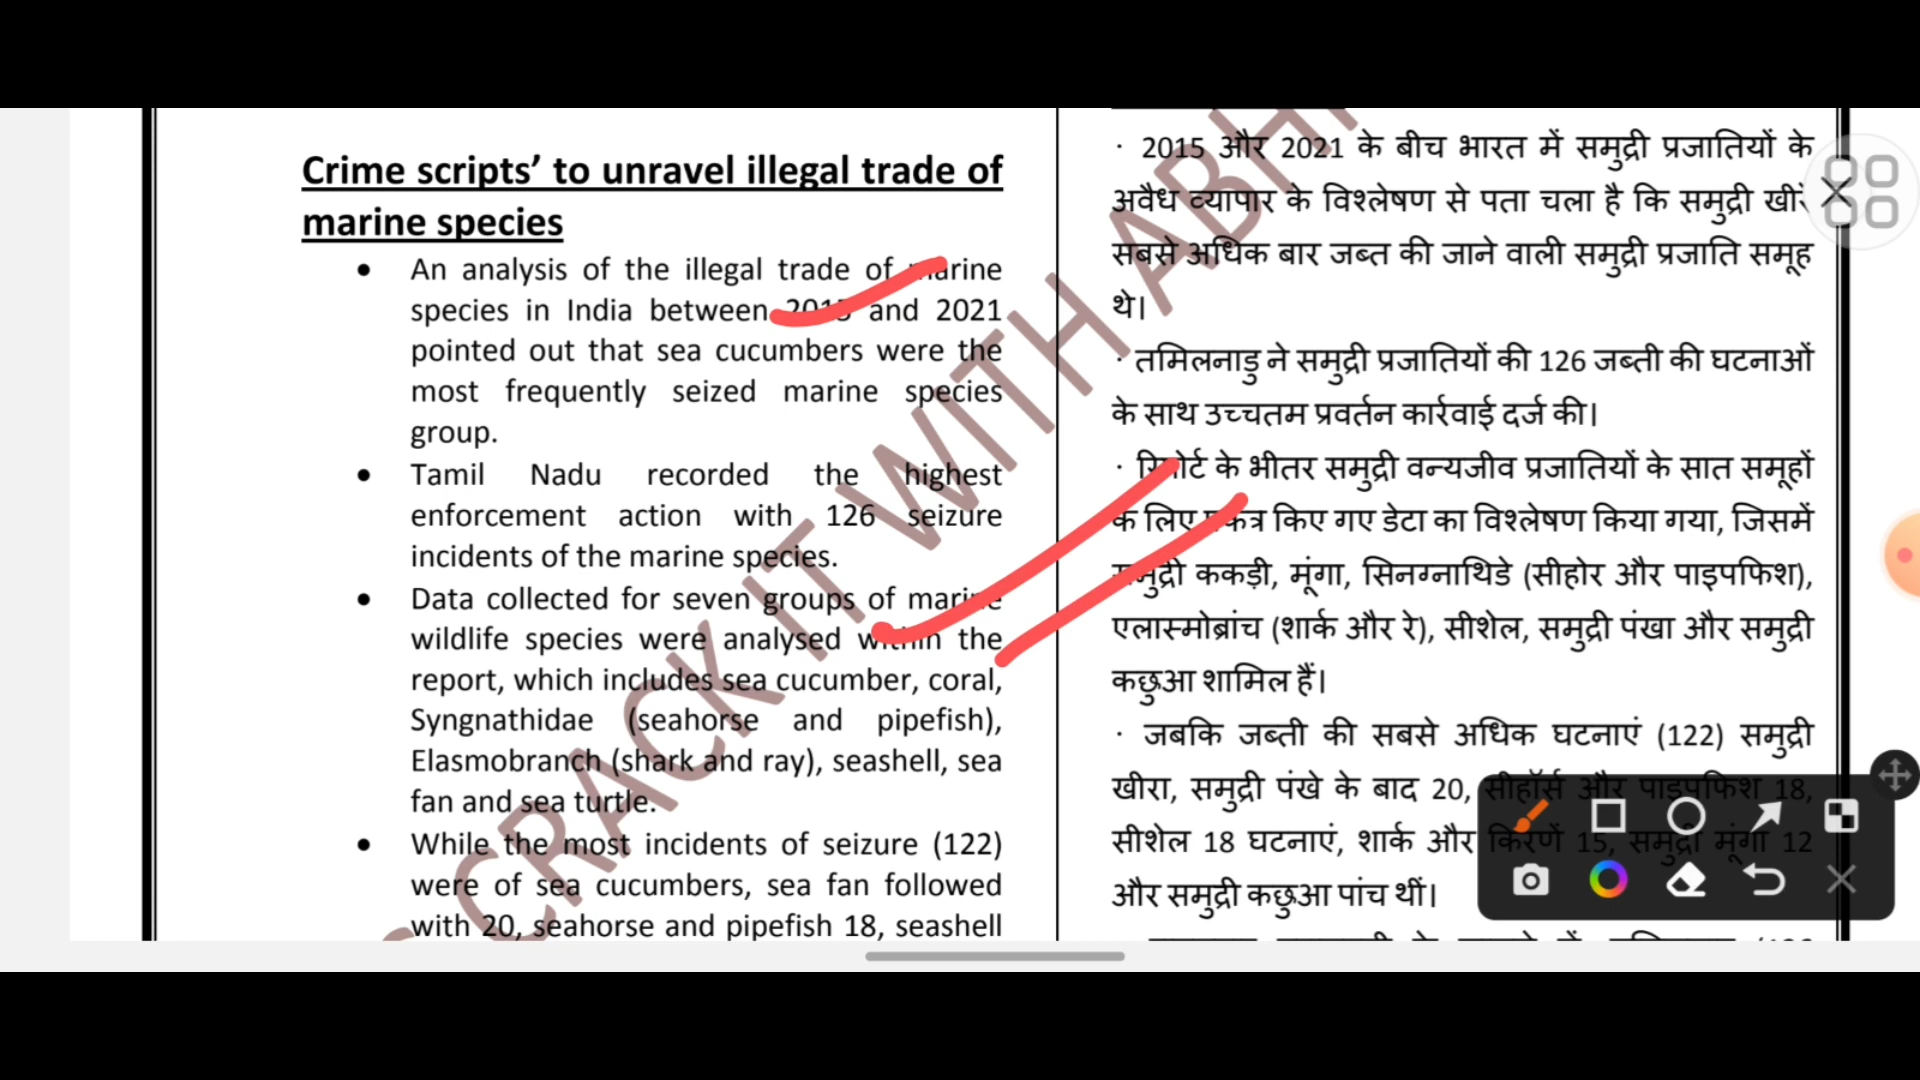 Crime scripts’ to unravel illegal trade of
marine species
• An analysis of the illegal trade of marine
species in India between 2015 and 2021
pointed out that sea cucumbers were the
most frequently seized marine species
group.
• Tamil Nadu recorded the highest
enforcement action with 126 seizure
incidents of the marine species.
• Data collected for seven groups of marine
wildlife species were analysed within the
report, which includes sea cucumber, coral,
Syngnathidae (seahorse and pipefish),
Elasmobranch (shark and ray), seashell, sea
fan and sea turtle.
• While the most incidents of seizure (122)
were of sea cucumbers, sea fan followed
with 20, seahorse and pipefish 18, seashell
· 2015 और 2021 के बीच भारत में समुद्री प्रजातियों के
अवैध व्यापार के विश्लेषण से पता चला है कि समुद्री
सबसे अधिक बार जब्त की जाने वाली समुद्री प्रजाति समूह
थे।
· तमिलनाडु ने समुद्री प्रजातियों की 126 जब्ती की घटनाओं
के साथ उच्चतम प्रवर्तन कार्रवाई दर्ज की।
· रिपोर्ट के भीतर समुद्री वन्यजीव प्रजातियों के सात समूहों
के लिए एकत्र किए गए डेटा का विश्लेषण किया गया, जिसमें
समुद्री ककड़ी, मूंगा, सिनग्नाथिडे (सीहोर और पाइपफिश),
एलास्मोब्रांच (शार्क और रे), सीशेल, समुद्री पंखा और समुद्री
कछुआ शामिल हैं।
· जबकि जब्ती की सबसे अधिक घटनाएं (122) समुद्री
खीरा, समुद्री पंखे के बाद 20, सीहॉर्स और पाइपफिश 18,
सीशेल 18 घटनाएं, शार्क और किरणें 15, समुद्री मूंगा 12
और समुद्री कछुआ पांच थीं।
CRACK IT WITH ABHI